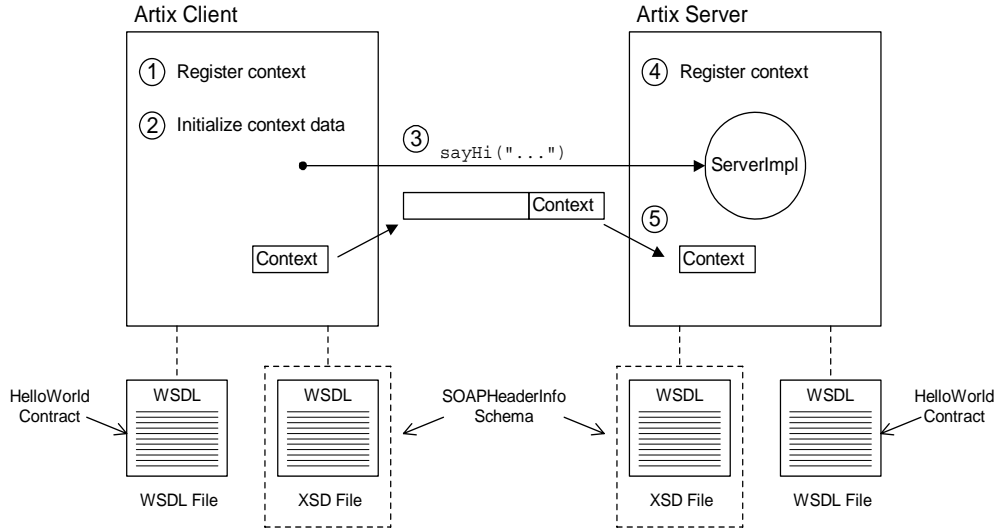 Artix Client
Artix Server
1 Register context
4 Register context
2 Initialize context data
3
sayHi("...")
ServerImpl
Context
5
Context
Context
HelloWorld
Contract
WSDL
WSDL
SOAPHeaderInfo
Schema
WSDL
WSDL
HelloWorld
Contract
WSDL File
XSD File
XSD File
WSDL File